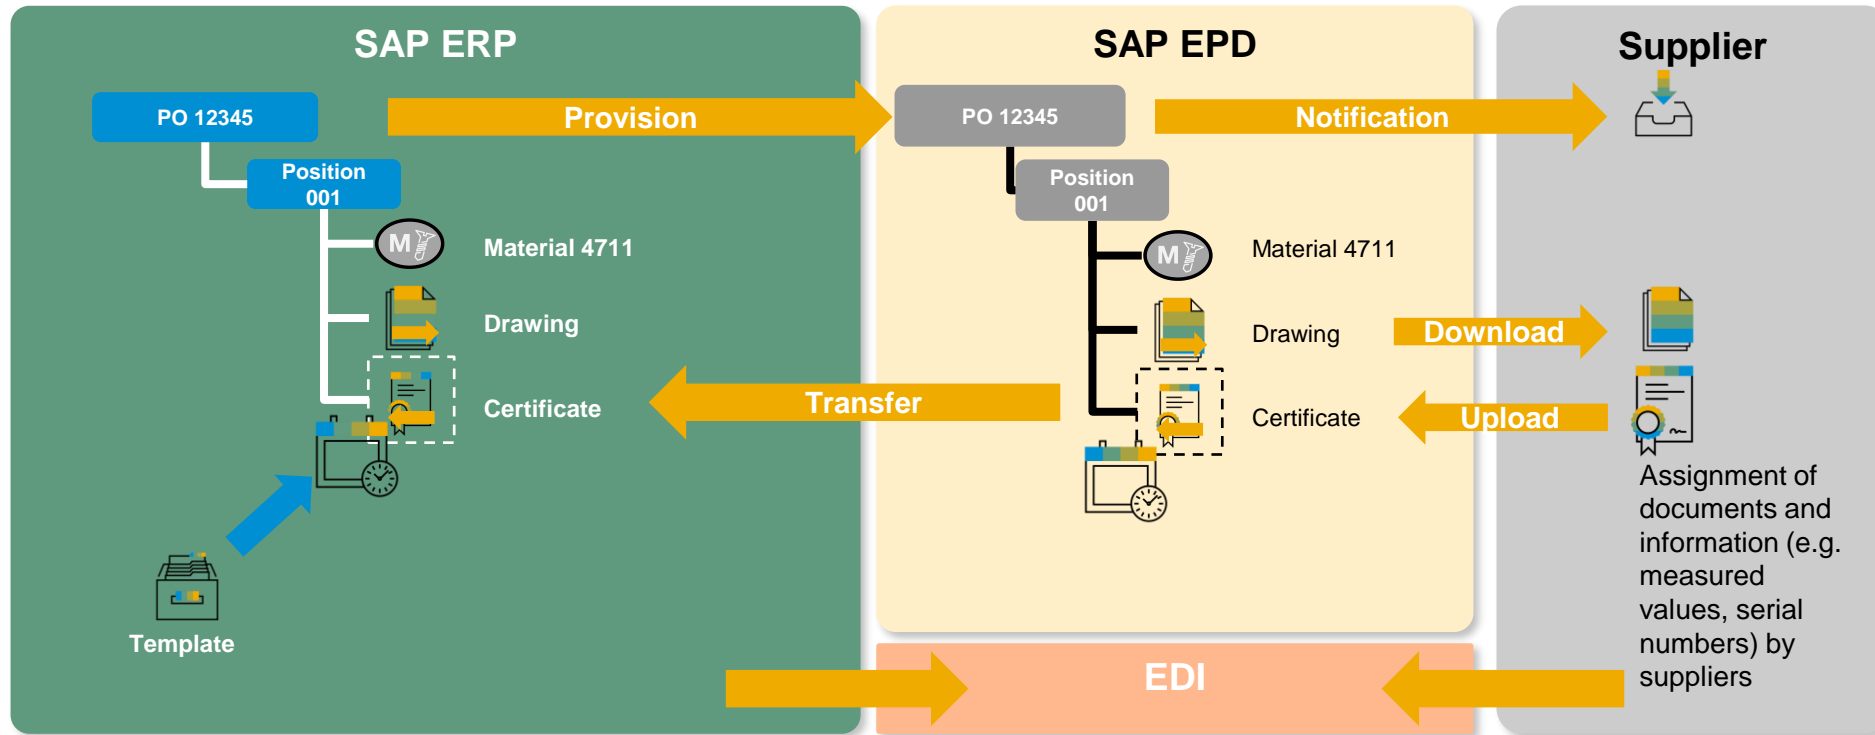 SAP ERP
PO 12345
Provision
Position
001
M
Material 4711
Drawing
Certificate
Transfer
Template
SAP EPD
PO 12345
Notification
Position
001
M
Material 4711
Drawing
Download
Certificate
Upload
EDI
Supplier
Assignment of
documents and
information (e.g.
measured
values, serial
numbers) by
suppliers